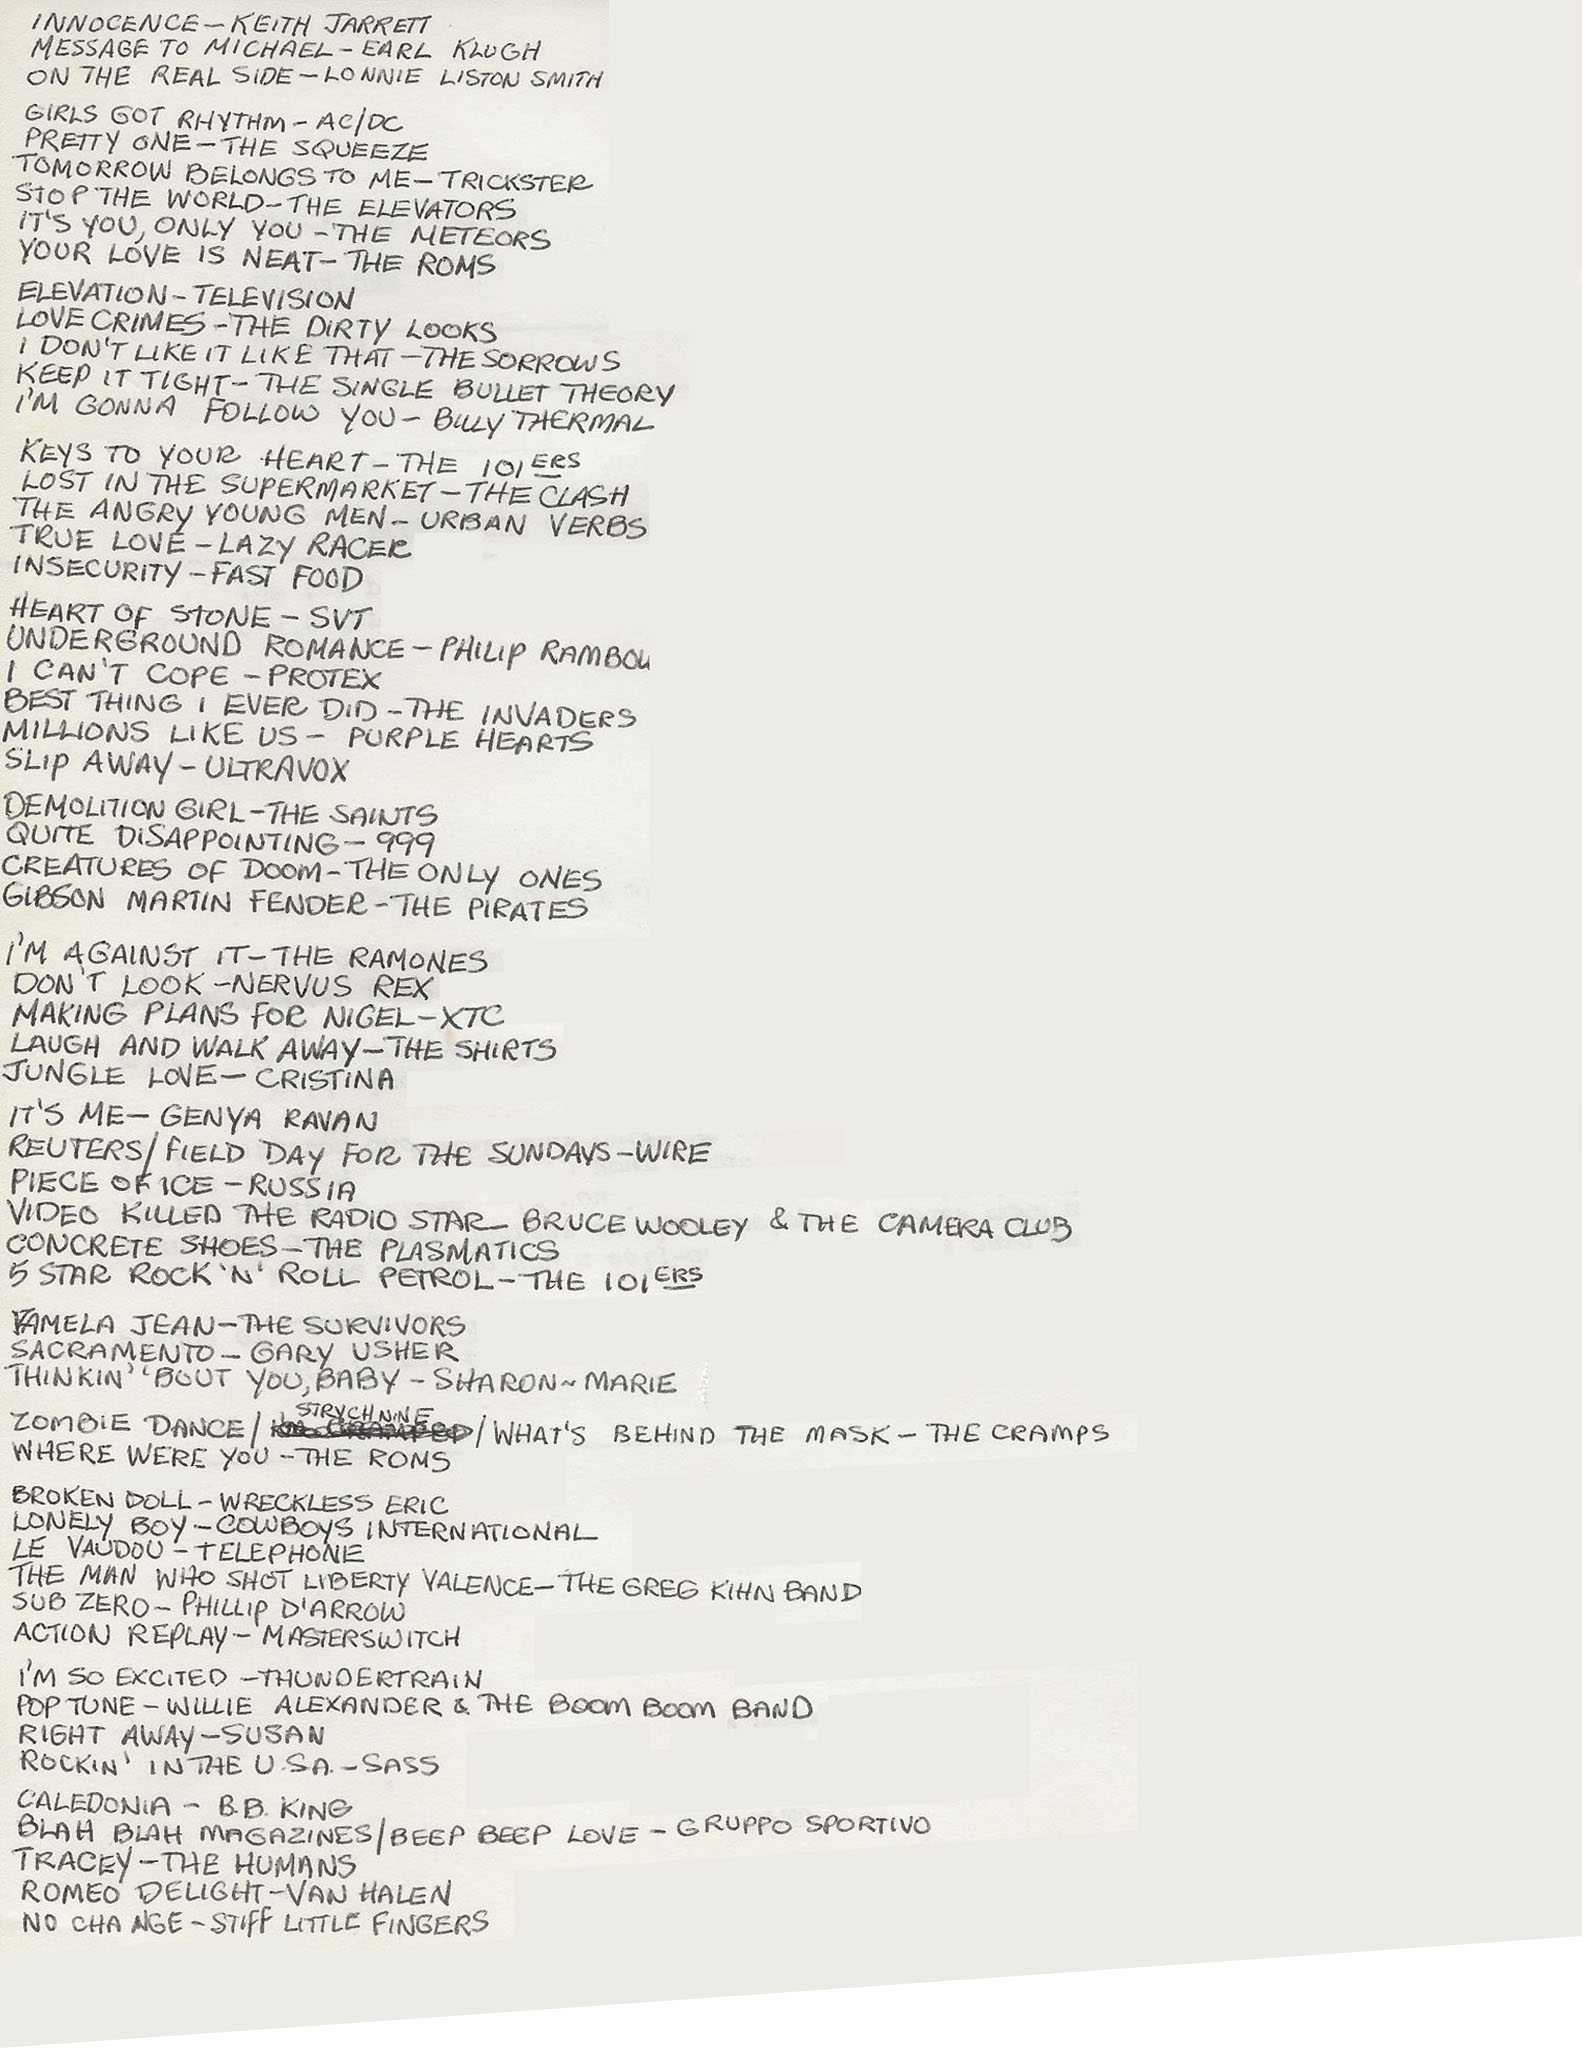 INNOCENCE - KEITH JARRETT
MESSAGE TO MICHAEL - EARL KLUGH
ON THE REAL SIDE - LONNIE LISTON SMITH
GIRLS GOT RHYTHM - AC/DC
PRETTY ONE - THE SQUEEZE
TOMORROW BELONGS TO ME - TRICKSTER
STOP THE WORLD - THE ELEVATORS
IT'S YOU, ONLY YOU - THE METEORS
YOUR LOVE IS NEAT - THE ROMS
ELEVATION - TELEVISION
LOVE CRIMES - THE DIRTY LOOKS
I DON'T LIKE IT LIKE THAT - THE SORROWS
KEEP IT TIGHT - THE SINGLE BULLET THEORY
I'M GONNA FOLLOW YOU - BILLY THERMAL
KEYS TO YOUR HEART - THE 101ERS
LOST IN THE SUPERMARKET - THE CLASH
THE ANGRY YOUNG MEN - URBAN VERBS
TRUE LOVE - LAZY RACER
INSECURITY - FAST FOOD
HEART OF STONE - SVT
UNDERGROUND ROMANCE - PHILIP RAMBOU
I CAN'T COPE - PROTEX
BEST THING I EVER DID - THE INVADERS
MILLIONS LIKE US - PURPLE HEARTS
SLIP AWAY - ULTRAVOX
DEMOLITION GIRL - THE SAINTS
QUITE DISAPPOINTING - 999
CREATURES OF DOOM - THE ONLY ONES
GIBSON MARTIN FENDER - THE PIRATES
I'M AGAINST IT - THE RAMONES
DON'T LOOK - NERVUS REX
MAKING PLANS FOR NIGEL - XTC
LAUGH AND WALK AWAY - THE SHIRTS
JUNGLE LOVE - CRISTINA
IT'S ME - GENYA RAVAN
REUTERS/FIELD DAY FOR THE SUNDAYS - WIRE
PIECE OF ICE - RUSSIA
VIDEO KILLED THE RADIO STAR - BRUCE WOOLEY & THE CAMERA CLUB
CONCRETE SHOES - THE PLASMATICS
5 STAR ROCK 'N' ROLL PETROL - THE 101ERS
PAMELA JEAN - THE SURVIVORS
SACRAMENTO - GARY USHER
THINKIN' 'BOUT YOU, BABY - SHARON~MARIE
ZOMBIE DANCE/STRYCHNINE/WHAT'S BEHIND THE MASK - THE CRAMPS
WHERE WERE YOU - THE ROMS
BROKEN DOLL - WRECKLESS ERIC
LONELY BOY - COWBOYS INTERNATIONAL
LE VAUDOU - TELEPHONE
THE MAN WHO SHOT LIBERTY VALENCE - THE GREG KIHN BAND
SUB ZERO - PHILLIP D'ARROW
ACTION REPLAY - MASTERSWITCH
I'M SO EXCITED - THUNDERTRAIN
POP TUNE - WILLIE ALEXANDER & THE BOOM BOOM BAND
RIGHT AWAY - SUSAN
ROCKIN' IN THE U.S.A. - SASS
CALEDONIA - B.B. KING
BLAH BLAH MAGAZINES/BEEP BEEP LOVE - GRUPPO SPORTIVO
TRACEY - THE HUMANS
ROMEO DELIGHT - VAN HALEN
NO CHANGE - STIFF LITTLE FINGERS